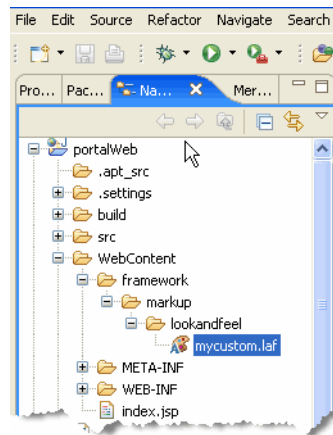 File Edit Source Refactor Navigate Search
Pro... Pac... Na... Mer...
portalWeb
.apt_src
.settings
build
src
WebContent
framework
markup
lookandfeel
mycustom.laf
META-INF
WEB-INF
index.jsp